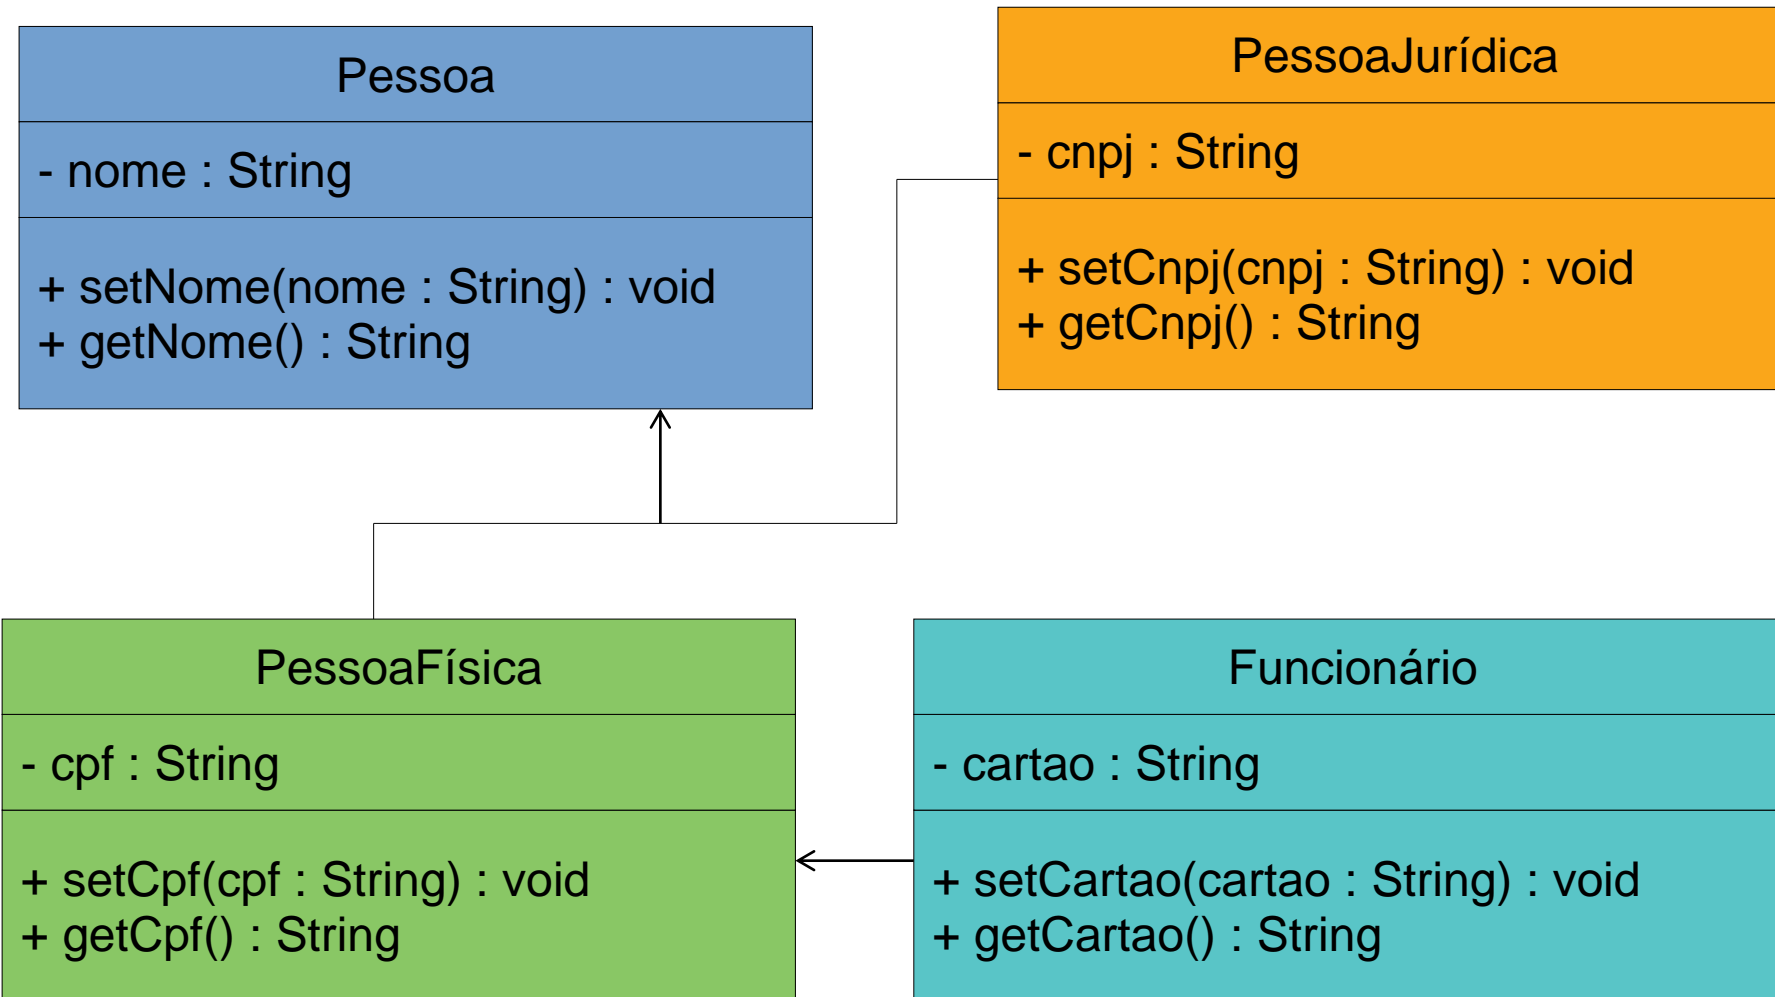 Pessoa
- nome : String
+ setNome(nome : String) : void
+ getNome() : String
PessoaJurídica
- cnpj : String
+ setCnpj(cnpj : String) : void
+ getCnpj() : String
PessoaFísica
- cpf : String
+ setCpf(cpf : String) : void
+ getCpf() : String
Funcionário
- cartao : String
+ setCartao(cartao : String) : void
+ getCartao() : String